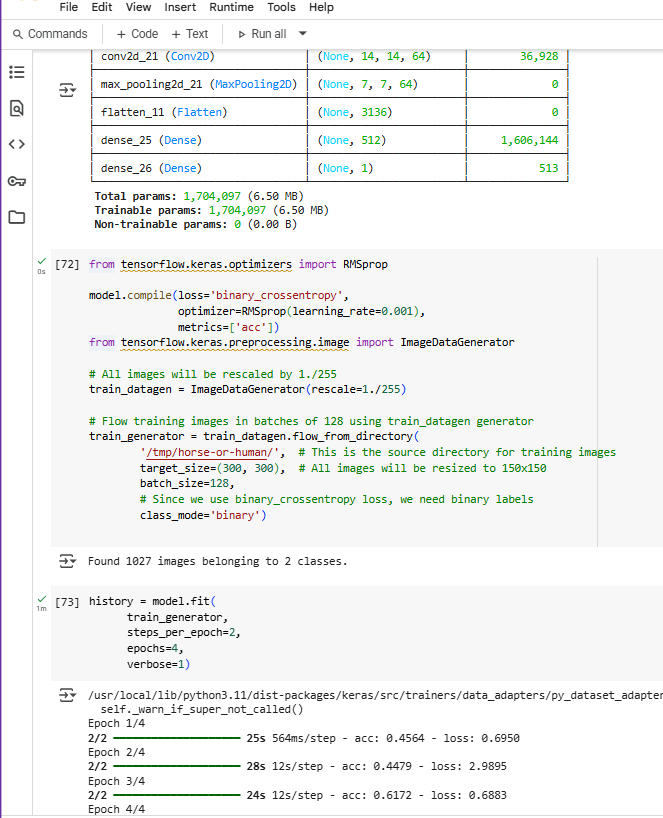 File Edit View Insert Runtime Tools Help
Commands + Code + Text Run all
conv2d_21 (Conv2D) (None, 14, 14, 64) 36,928
max_pooling2d_21 (MaxPooling2D) (None, 7, 7, 64) 0
flatten_11 (Flatten) (None, 3136) 0
dense_25 (Dense) (None, 512) 1,606,144
dense_26 (Dense) (None, 1) 513
Total params: 1,704,097 (6.50 MB)
Trainable params: 1,704,097 (6.50 MB)
Non-trainable params: 0 (0.00 B)
0s [72] from tensorflow.keras.optimizers import RMSprop
model.compile(loss='binary_crossentropy',
optimizer=RMSprop(learning_rate=0.001),
metrics=['acc'])
from tensorflow.keras.preprocessing.image import ImageDataGenerator
# All images will be rescaled by 1./255
train_datagen = ImageDataGenerator(rescale=1./255)
# Flow training images in batches of 128 using train_datagen generator
train_generator = train_datagen.flow_from_directory(
'/tmp/horse-or-human/', # This is the source directory for training images
target_size=(300, 300), # All images will be resized to 150x150
batch_size=128,
# Since we use binary_crossentropy loss, we need binary labels
class_mode='binary')
Found 1027 images belonging to 2 classes.
1m [73] history = model.fit(
train_generator,
steps_per_epoch=2,
epochs=4,
verbose=1)
/usr/local/lib/python3.11/dist-packages/keras/src/trainers/data_adapters/py_dataset_adapter
self._warn_if_super_not_called()
Epoch 1/4
2/2 25s 564ms/step - acc: 0.4564 - loss: 0.6950
Epoch 2/4
2/2 28s 12s/step - acc: 0.4479 - loss: 2.9895
Epoch 3/4
2/2 24s 12s/step - acc: 0.6172 - loss: 0.6883
Epoch 4/4